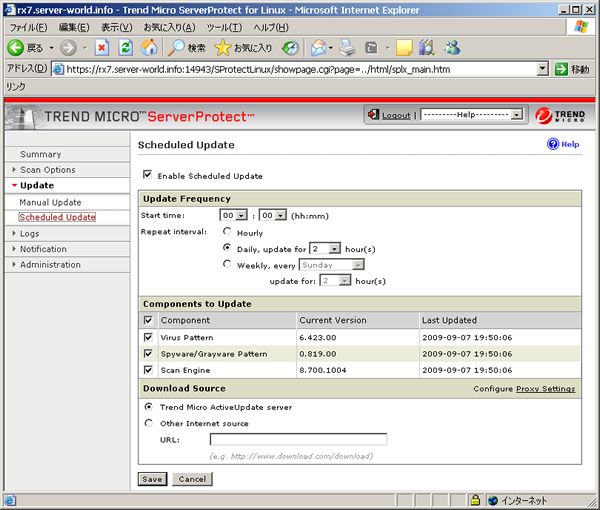 rx7.server-world.info - Trend Micro ServerProtect for Linux - Microsoft Internet Explorer
ファイル(F) 編集(E) 表示(V) お気に入り(A) ツール(T) ヘルプ(H)
戻る 検索 お気に入り
アドレス(D) https://rx7.server-world.info:14943/SProtectLinux/showpage.cgi?page=../html/splx_main.htm 移動
リンク
TREND MICRO™ ServerProtect™ Logout | ---------Help--------- TREND MICRO
Summary
Scan Options
Update
Manual Update
Scheduled Update
Logs
Notification
Administration
Scheduled Update Help
Enable Scheduled Update
Update Frequency
Start time: 00 : 00 (hh:mm)
Repeat interval: Hourly
Daily, update for 2 hour(s)
Weekly, every Sunday
update for: 2 hour(s)
Components to Update
Component Current Version Last Updated
Virus Pattern 6.423.00 2009-09-07 19:50:06
Spyware/Grayware Pattern 0.819.00 2009-09-07 19:50:06
Scan Engine 8.700.1004 2009-09-07 19:50:06
Download Source Configure Proxy Settings
Trend Micro ActiveUpdate server
Other Internet source
URL:
(e.g. http://www.download.com/download)
Save Cancel
インターネット